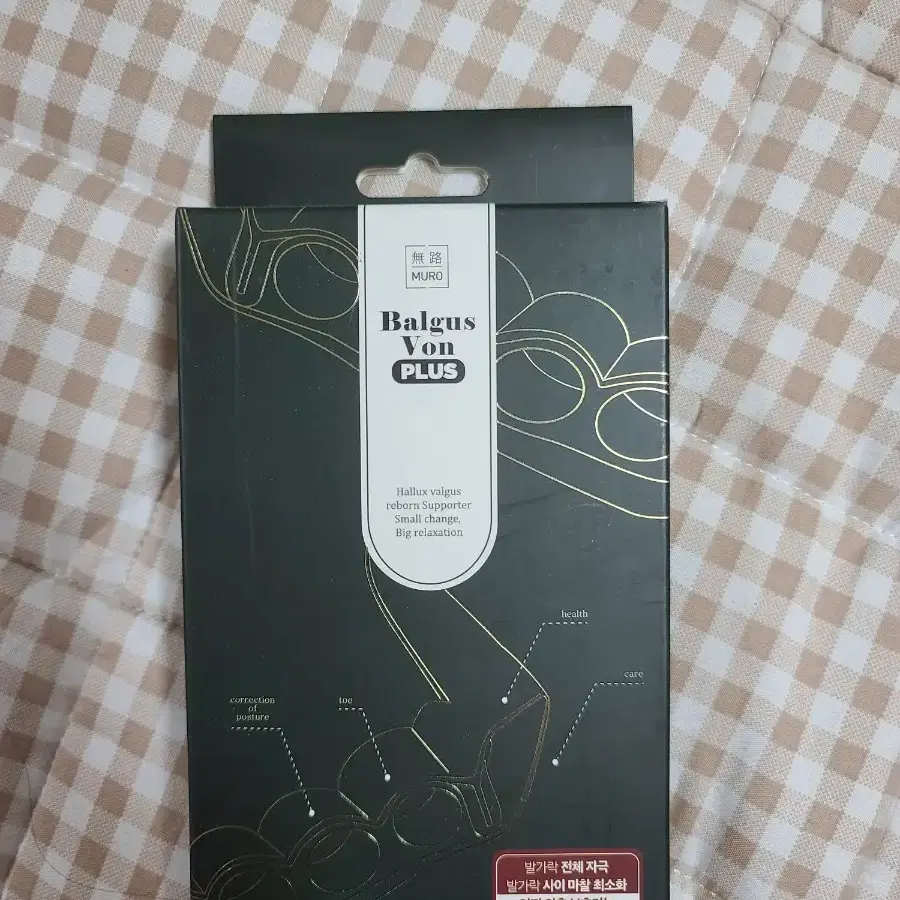 無路
MURO
Balgus
Von
PLUS
Hallux valgus
reborn Supporter
Small change,
Big relaxation
health
care
correction
of
posture
toe
발가락 전체 자극
발가락 사이 마찰 최소화